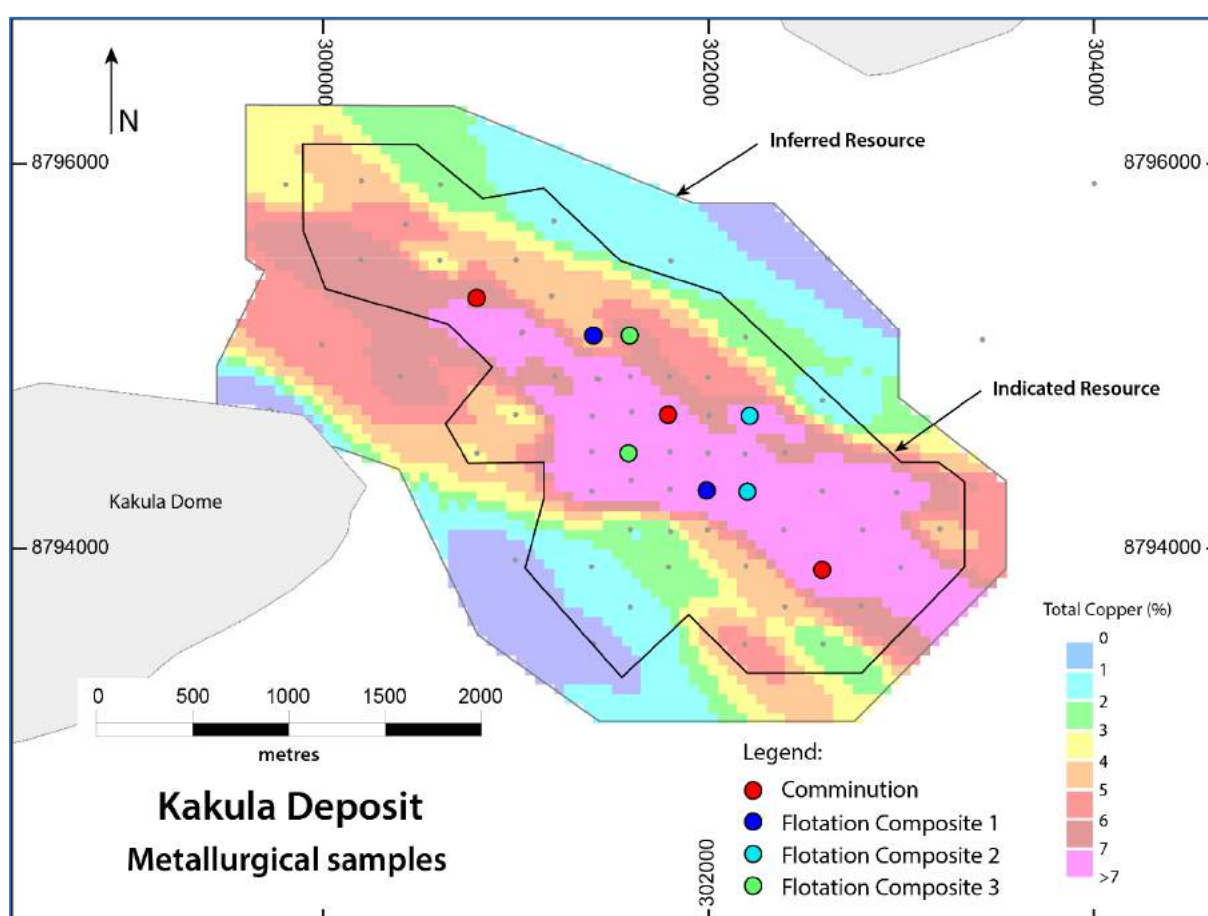 300000
302000
304000
N
Inferred Resource
8796000
8796000
Indicated Resource
Kakula Dome
8794000
8794000
Total Copper (%)
0
1
2
3
4
5
6
7
>7
0 500 1000 1500 2000
metres
Legend:
Comminution
Flotation Composite 1
Flotation Composite 2
Flotation Composite 3
Kakula Deposit
Metallurgical samples
302000